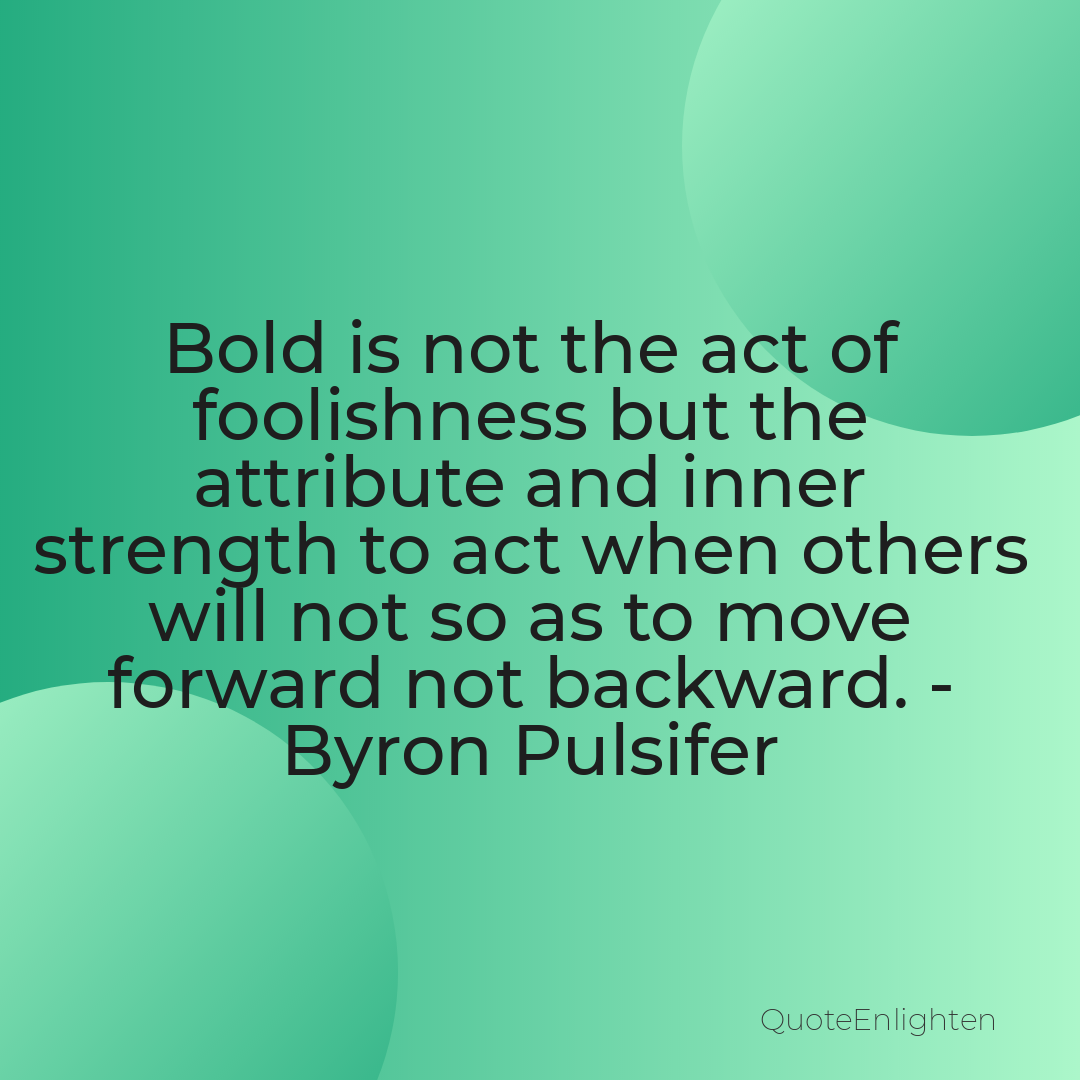 Bold is not the act of
foolishness but the
attribute and inner
strength to act when others
will not so as to move
forward not backward. -
Byron Pulsifer
QuoteEnlighten